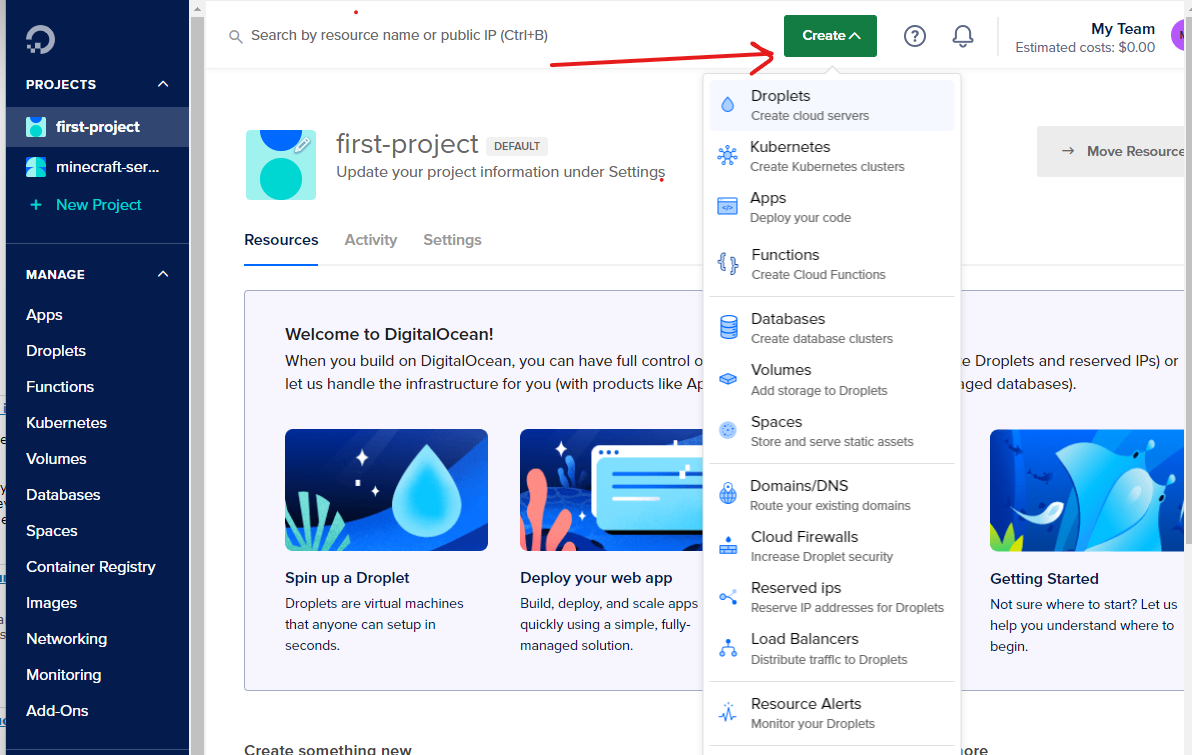 Search by resource name or public IP (Ctrl+B)
Create
?
My Team
Estimated costs: $0.00
PROJECTS
first-project
minecraft-ser...
+ New Project
MANAGE
Apps
Droplets
Functions
Kubernetes
Volumes
Databases
Spaces
Container Registry
Images
Networking
Monitoring
Add-Ons
first-project DEFAULT
Update your project information under Settings
→ Move Resource
Resources Activity Settings
Welcome to DigitalOcean!
When you build on DigitalOcean, you can have full control o
e Droplets and reserved IPs) or
let us handle the infrastructure for you (with products like Ap
aged databases).
Spin up a Droplet
Droplets are virtual machines
that anyone can setup in
seconds.
Deploy your web app
Build, deploy, and scale apps
quickly using a simple, fully-
managed solution.
Getting Started
Not sure where to start? Let us
help you understand where to
begin.
Create something new
more
Droplets
Create cloud servers
Kubernetes
Create Kubernetes clusters
Apps
Deploy your code
Functions
Create Cloud Functions
Databases
Create database clusters
Volumes
Add storage to Droplets
Spaces
Store and serve static assets
Domains/DNS
Route your existing domains
Cloud Firewalls
Increase Droplet security
Reserved ips
Reserve IP addresses for Droplets
Load Balancers
Distribute traffic to Droplets
Resource Alerts
Monitor your Droplets